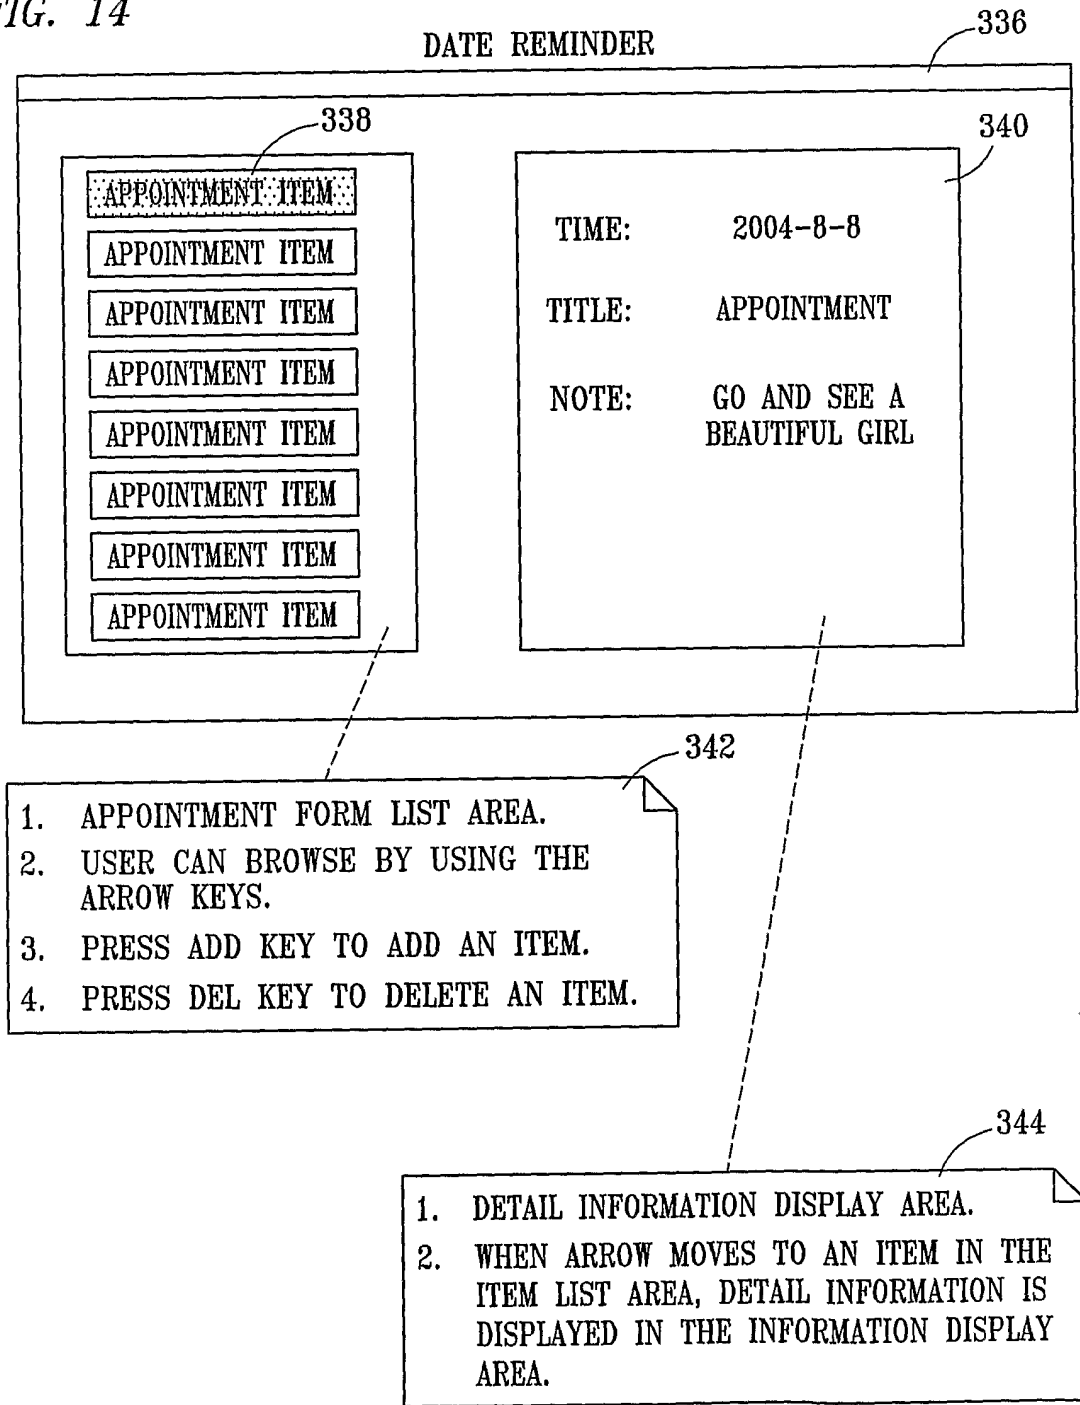 FIG. 14
DATE REMINDER
336
338
340
APPOINTMENT ITEM
APPOINTMENT ITEM
APPOINTMENT ITEM
APPOINTMENT ITEM
APPOINTMENT ITEM
APPOINTMENT ITEM
APPOINTMENT ITEM
APPOINTMENT ITEM
TIME: 2004-8-8
TITLE: APPOINTMENT
NOTE: GO AND SEE A
BEAUTIFUL GIRL
342
1. APPOINTMENT FORM LIST AREA.
2. USER CAN BROWSE BY USING THE
ARROW KEYS.
3. PRESS ADD KEY TO ADD AN ITEM.
4. PRESS DEL KEY TO DELETE AN ITEM.
344
1. DETAIL INFORMATION DISPLAY AREA.
2. WHEN ARROW MOVES TO AN ITEM IN THE
ITEM LIST AREA, DETAIL INFORMATION IS
DISPLAYED IN THE INFORMATION DISPLAY
AREA.